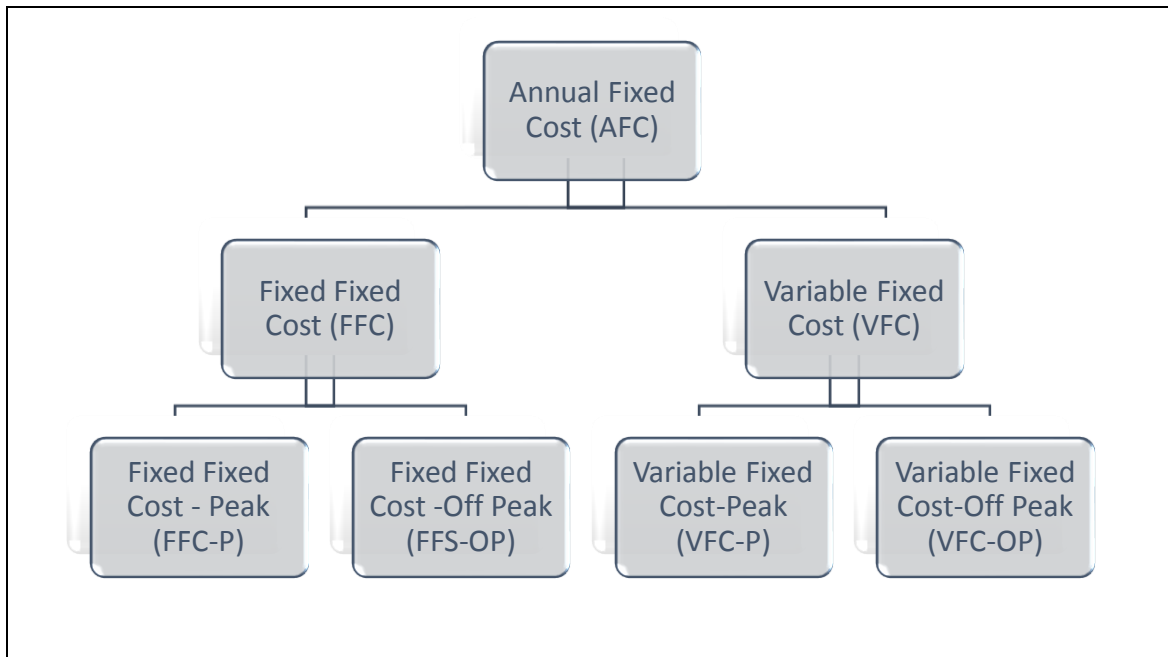 Annual Fixed
Cost (AFC)
Fixed Fixed
Cost (FFC)
Variable Fixed
Cost (VFC)
Fixed Fixed
Cost - Peak
(FFC-P)
Fixed Fixed
Cost -Off Peak
(FFS-OP)
Variable Fixed
Cost-Peak
(VFC-P)
Variable Fixed
Cost-Off Peak
(VFC-OP)